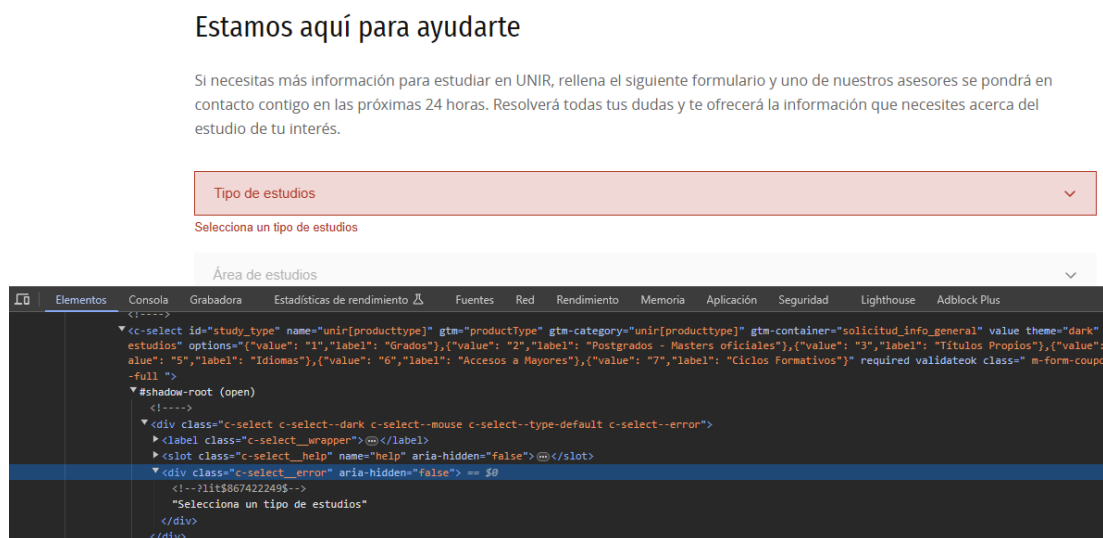 Estamos aquí para ayudarte
Si necesitas más información para estudiar en UNIR, rellena el siguiente formulario y uno de nuestros asesores se pondrá en
contacto contigo en las próximas 24 horas. Resolverá todas tus dudas y te ofrecerá la información que necesites acerca del
estudio de tu interés.
Tipo de estudios
Selecciona un tipo de estudios
Área de estudios
Elementos Consola Grabadora Estadísticas de rendimiento Fuentes Red Rendimiento Memoria Aplicación Seguridad Lighthouse Adblock Plus
<!---->
<c-select id="study_type" name="unir[producttype]" gtm="productType" gtm-category="unir[producttype]" gtm-container="solicitud_info_general" value theme="dark"
estudios" options="{"value": "1","label": "Grados"},{"value": "2","label": "Postgrados - Masters oficiales"},{"value": "3","label": "Títulos Propios"},{"value":
alue": "5","label": "Idiomas"},{"value": "6","label": "Accesos a Mayores"},{"value": "7","label": "Ciclos Formativos"}" required validateok class=" m-form-coupo
-full ">
#shadow-root (open)
<!---->
<div class="c-select c-select--dark c-select--mouse c-select--type-default c-select--error">
<label class="c-select__wrapper">…</label>
<slot class="c-select__help" name="help" aria-hidden="false">…</slot>
<div class="c-select__error" aria-hidden="false"> == $0
<!--?lit$867422249$-->
"Selecciona un tipo de estudios"
</div>
</div>